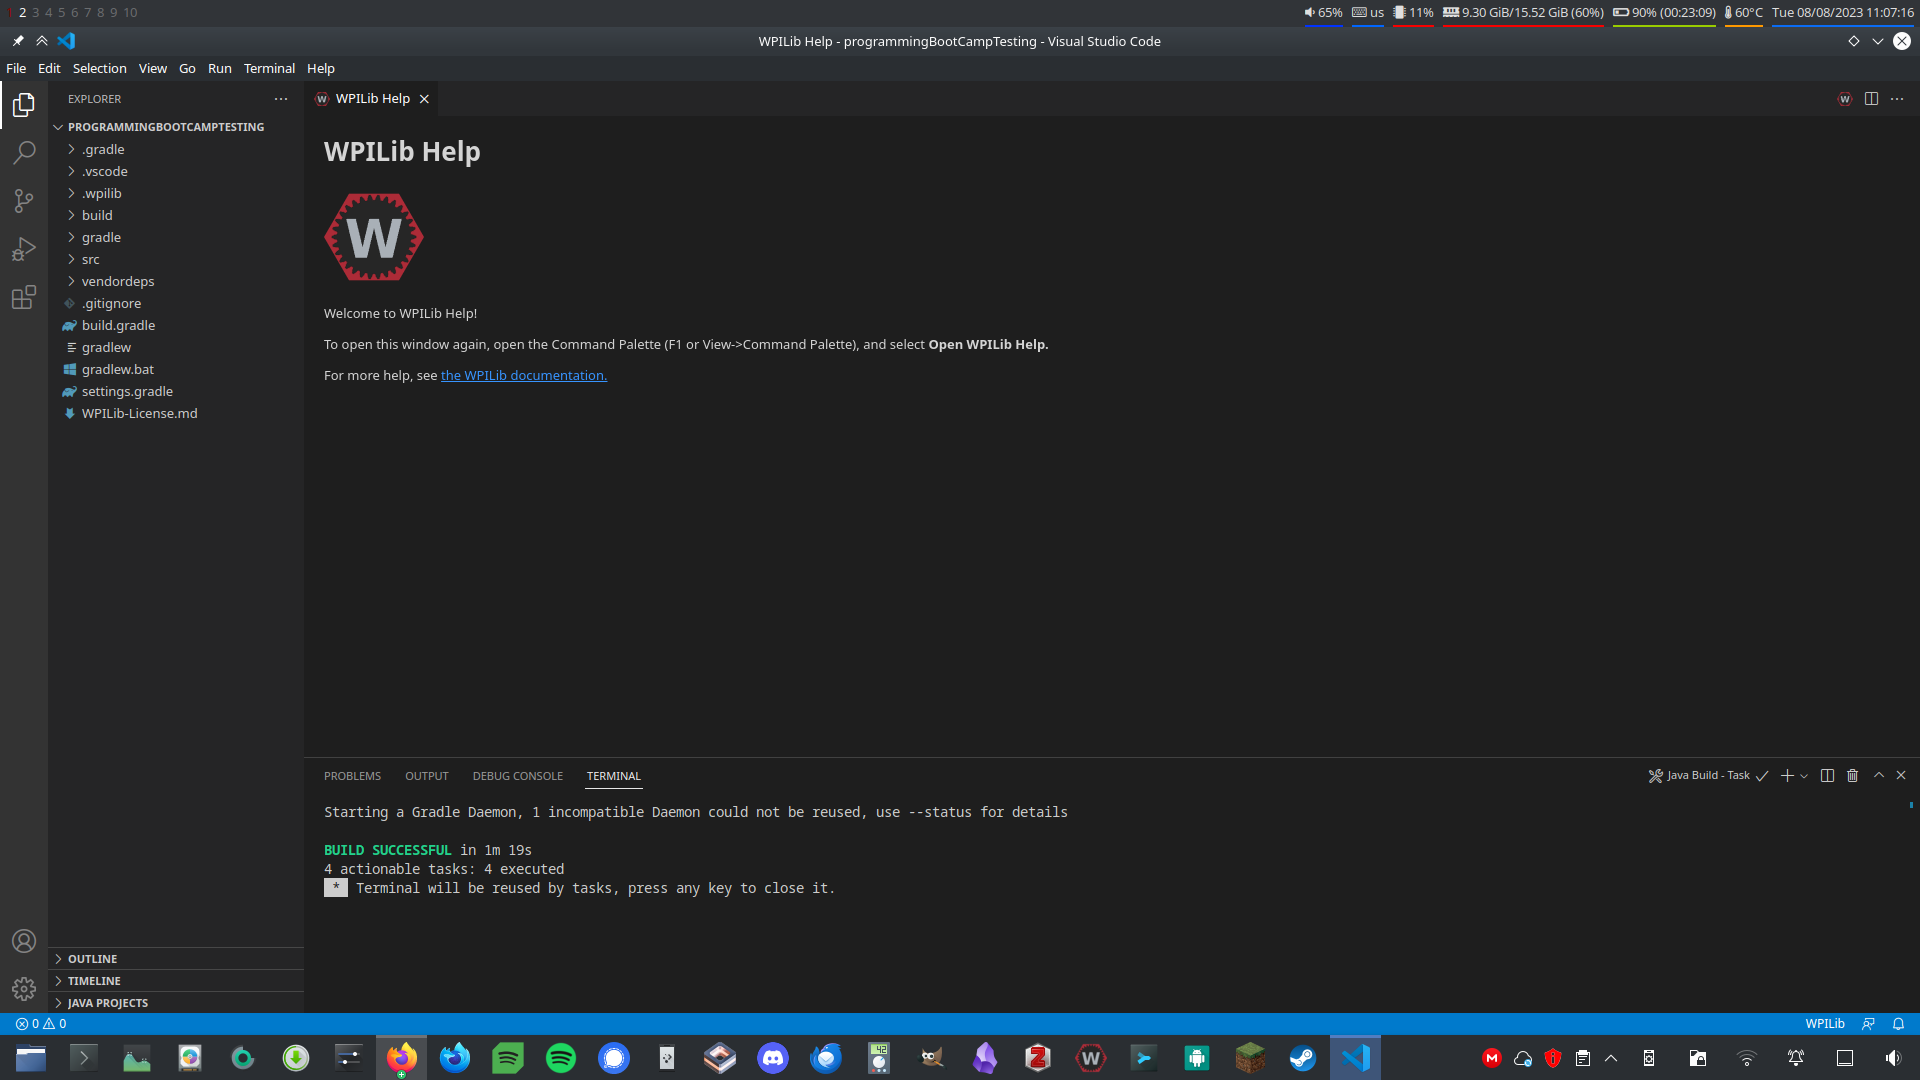 1 2 3 4 5 6 7 8 9 10
65% us 11% 9.30 GiB/15.52 GiB (60%) 90% (00:23:09) 60°C Tue 08/08/2023 11:07:16
WPILib Help - programmingBootCampTesting - Visual Studio Code
File Edit Selection View Go Run Terminal Help
EXPLORER
PROGRAMMINGBOOTCAMPTESTING
.gradle
.vscode
.wpilib
build
gradle
src
vendordeps
.gitignore
build.gradle
gradlew
gradlew.bat
settings.gradle
WPILib-License.md
OUTLINE
TIMELINE
JAVA PROJECTS
W WPILib Help
W
WPILib Help
W
Welcome to WPILib Help!
To open this window again, open the Command Palette (F1 or View->Command Palette), and select Open WPILib Help.
For more help, see the WPILib documentation.
PROBLEMS OUTPUT DEBUG CONSOLE TERMINAL
Java Build - Task
Starting a Gradle Daemon, 1 incompatible Daemon could not be reused, use --status for details
BUILD SUCCESSFUL in 1m 19s
4 actionable tasks: 4 executed
* Terminal will be reused by tasks, press any key to close it.
0 0
WPILib
42 Z W M